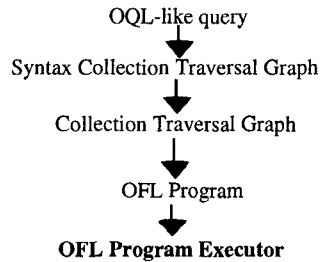 OQL-like query
Syntax Collection Traversal Graph
Collection Traversal Graph
OFL Program
OFL Program Executor